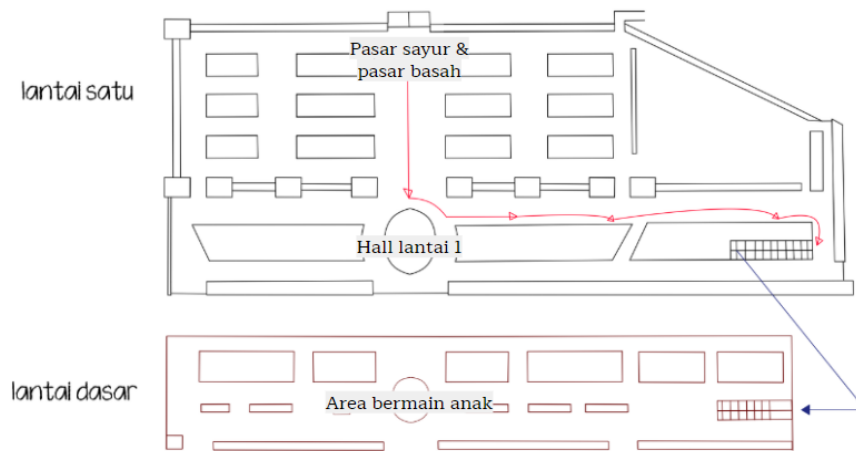 Pasar sayur &
pasar basah
lantai satu
Hall lantai 1
lantai dasar
Area bermain anak